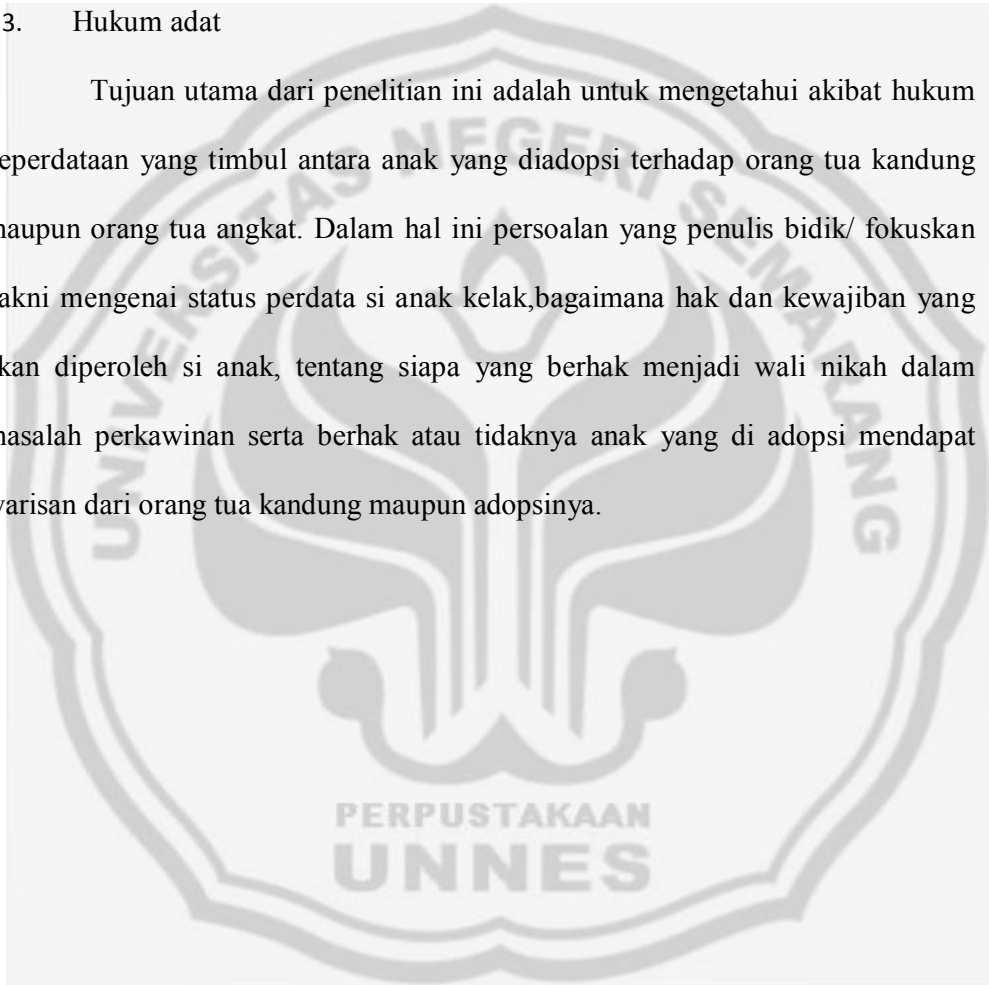 3. Hukum adat
Tujuan utama dari penelitian ini adalah untuk mengetahui akibat hukum
eperdataan yang timbul antara anak yang diadopsi terhadap orang tua kandung
naupun orang tua angkat. Dalam hal ini persoalan yang penulis bidik/ fokuskan
akni mengenai status perdata si anak kelak,bagaimana hak dan kewajiban yang
kan diperoleh si anak, tentang siapa yang berhak menjadi wali nikah dalam
nasalah perkawinan serta berhak atau tidaknya anak yang di adopsi mendapat
varisan dari orang tua kandung maupun adopsinya.
UNIVERSITAS NEGERI SEMARANG
PERPUSTAKAAN
UNNES